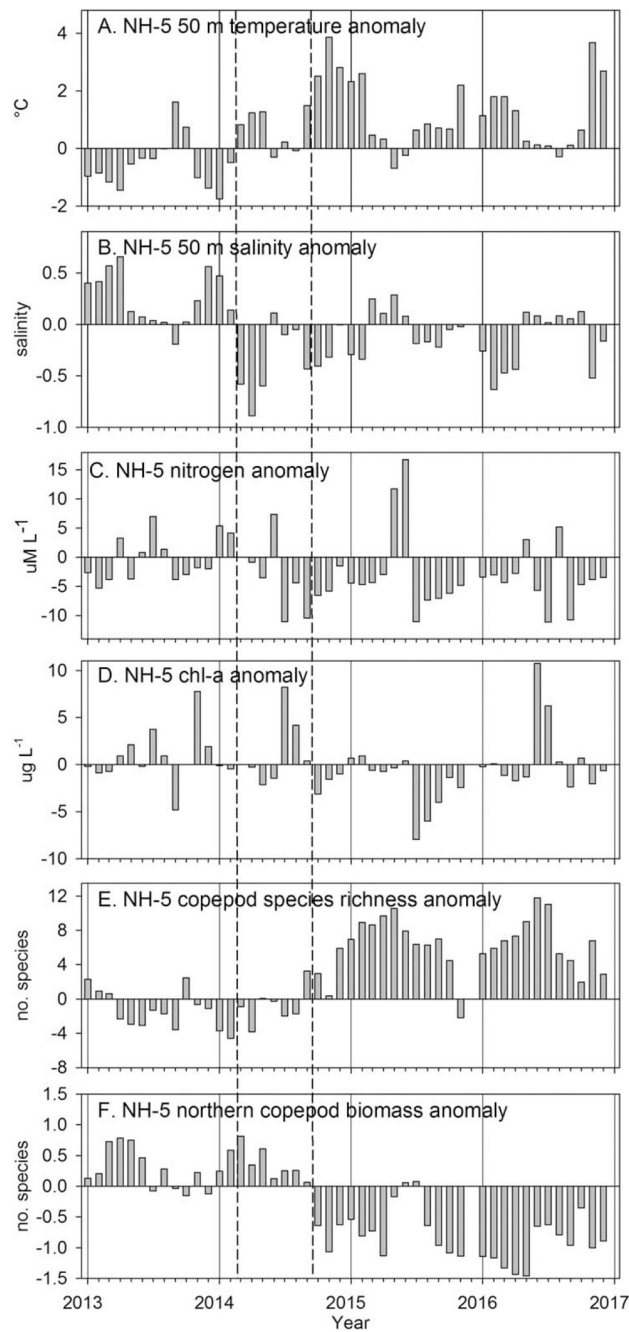 A. NH-5 50 m temperature anomaly
4
2
0
-2
°C
B. NH-5 50 m salinity anomaly
0.5
0.0
-0.5
-1.0
salinity
C. NH-5 nitrogen anomaly
15
10
5
0
-5
-10
uM L-1
D. NH-5 chl-a anomaly
10
5
0
-5
-10
ug L-1
E. NH-5 copepod species richness anomaly
12
8
4
0
-4
-8
no. species
F. NH-5 northern copepod biomass anomaly
1.5
1.0
0.5
0.0
-0.5
-1.0
-1.5
no. species
2013 2014 2015 2016 2017
Year